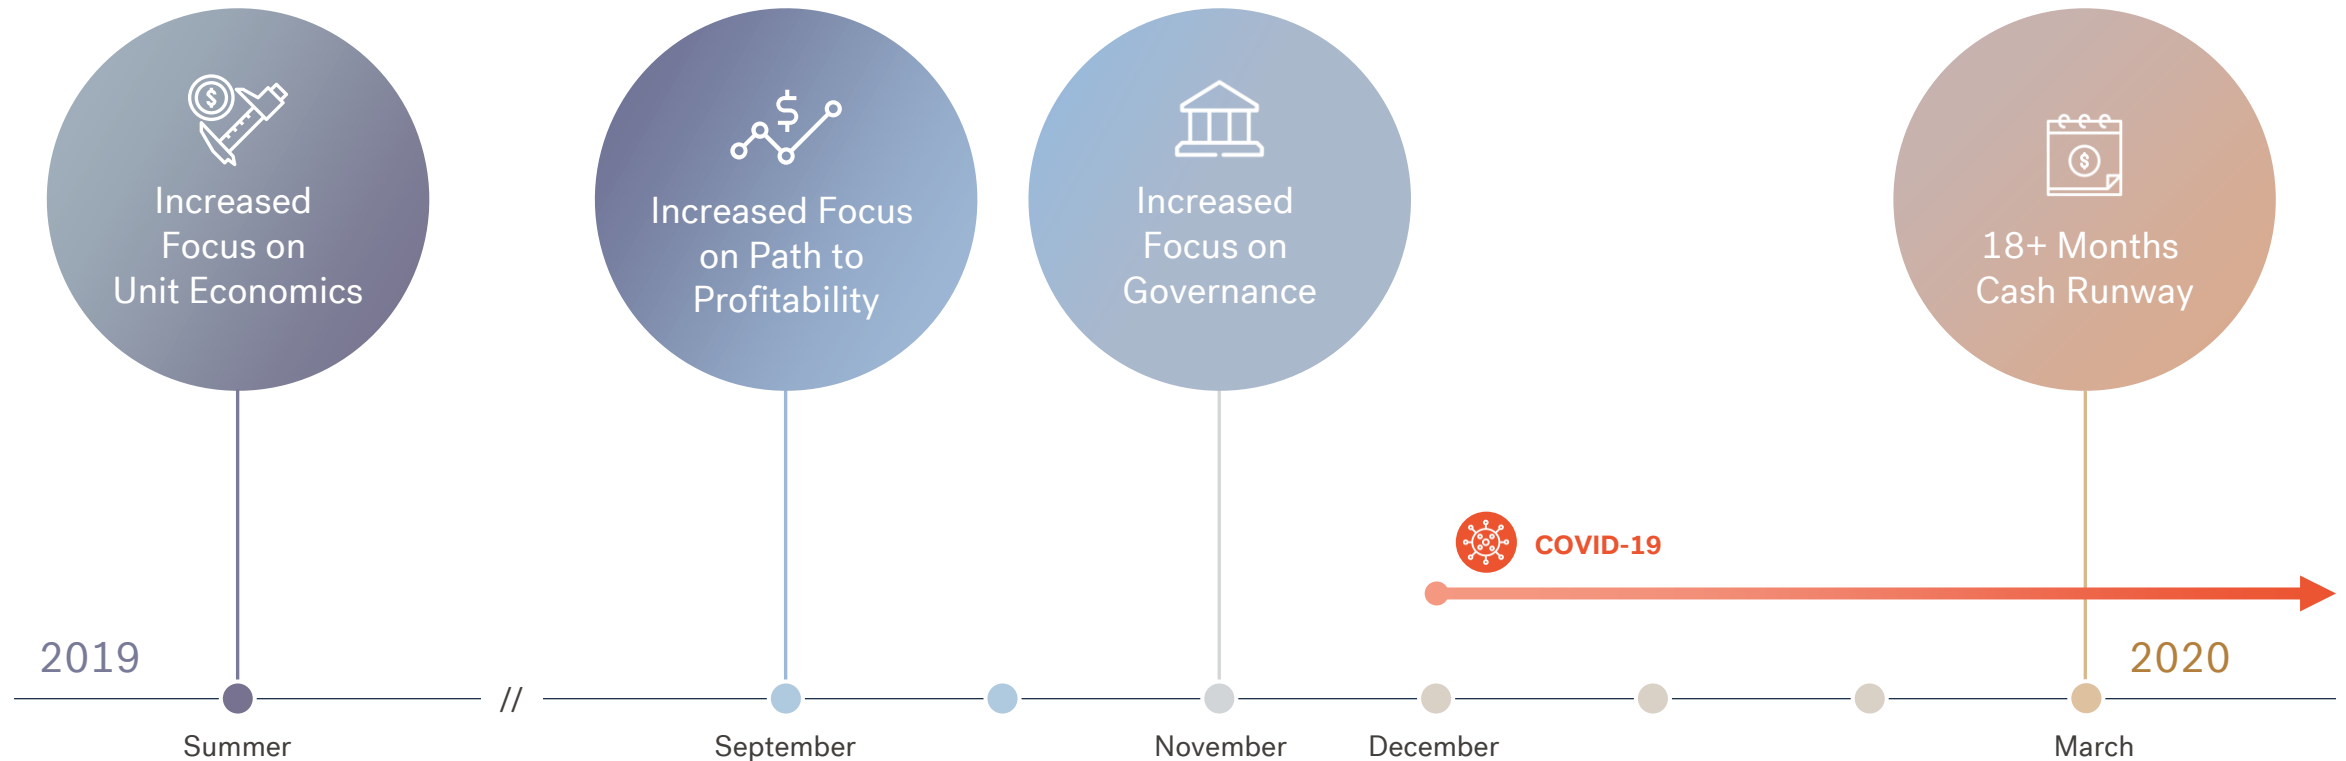 Increased
Focus on
Unit Economics
Increased Focus
on Path to
Profitability
Increased
Focus on
Governance
18+ Months
Cash Runway
COVID-19
2019
2020
//
Summer
September
November
December
March